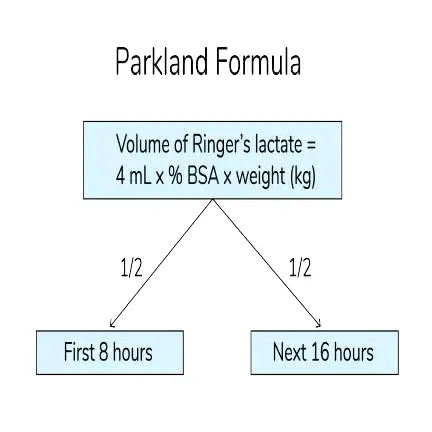 Parkland Formula
Volume of Ringer's lactate =
4 mL x % BSA x weight (kg)
1/2
1/2
First 8 hours
Next 16 hours